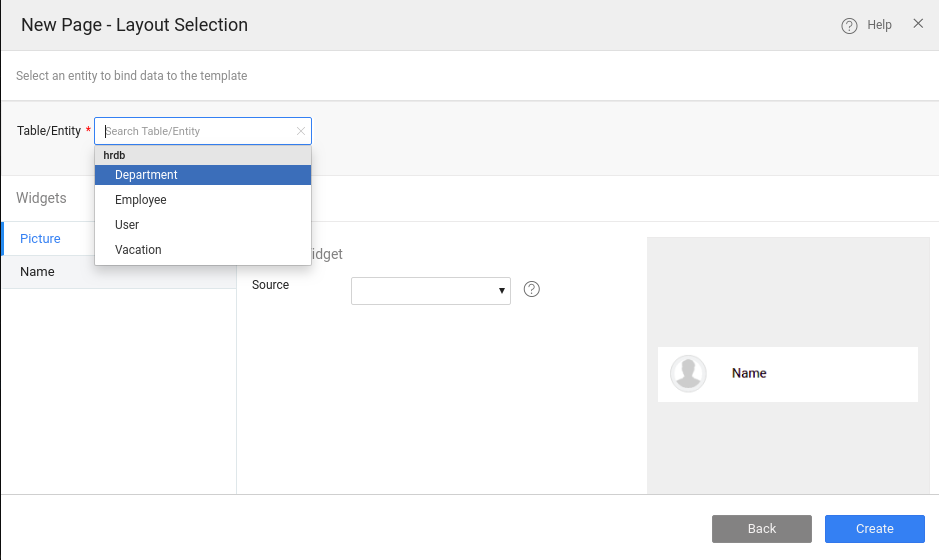 New Page - Layout Selection
Help
Select an entity to bind data to the template
Table/Entity *
Search Table/Entity
hrdb
Department
Employee
User
Vacation
Widgets
Picture
Name
Source
Name
Back
Create